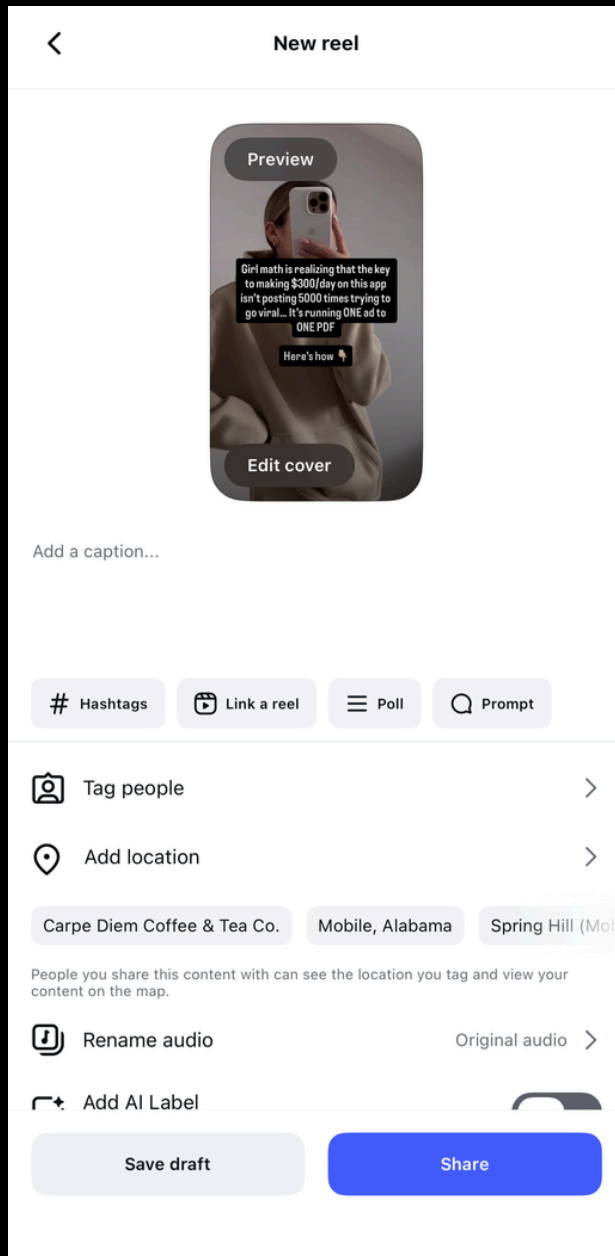 New reel
Preview
Girl math is realizing that the key
to making $300/day on this app
isn't posting 5000 times trying to
go viral... It's running ONE ad to
ONE PDF
Here's how 👇🏼
Edit cover
Add a caption...
# Hashtags
Link a reel
Poll
Prompt
Tag people
Add location
Carpe Diem Coffee & Tea Co.
Mobile, Alabama
Spring Hill (Mo
People you share this content with can see the location you tag and view your
content on the map.
Rename audio
Original audio
Add AI Label
Save draft
Share